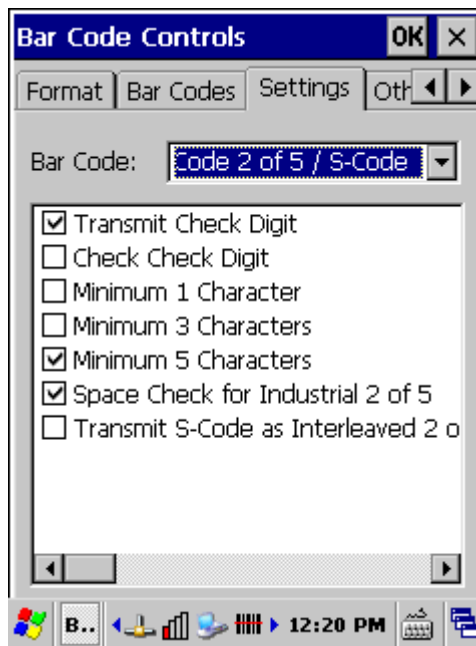 Bar Code Controls OK ×
Format Bar Codes Settings Oth
Bar Code: Code 2 of 5 / S-Code
Transmit Check Digit
Check Check Digit
Minimum 1 Character
Minimum 3 Characters
Minimum 5 Characters
Space Check for Industrial 2 of 5
Transmit S-Code as Interleaved 2 o
B.. 12:20 PM